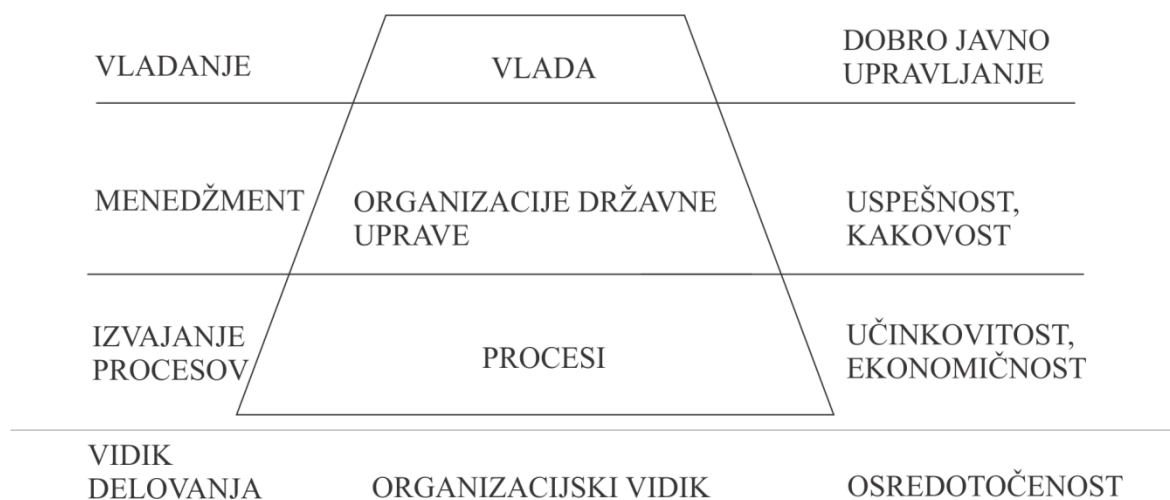 VLADANJE
VLADA
DOBRO JAVNO
UPRAVLJANJE
MENEDŽMENT
ORGANIZACIJE DRŽAVNE
UPRAVE
USPEŠNOST,
KAKOVOST
IZVAJANJE
PROCESOV
PROCESI
UČINKOVITOST,
EKONOMIČNOST
VIDIK
DELOVANJA
ORGANIZACIJSKI VIDIK
OSREDOTOČENOST